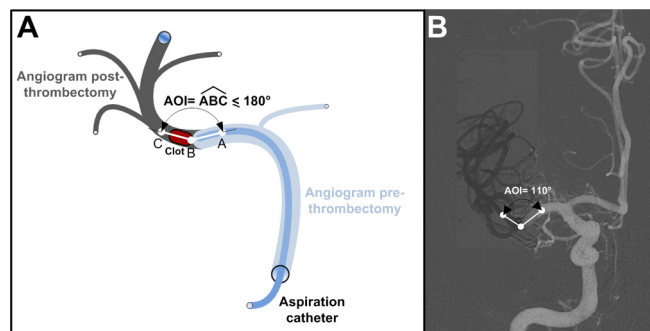 A
Angiogram post-
thrombectomy
AOI= ABC ⩽ 180°
C
Clot
B
A
Angiogram pre-
thrombectomy
Aspiration
catheter
B
AOI= 110°